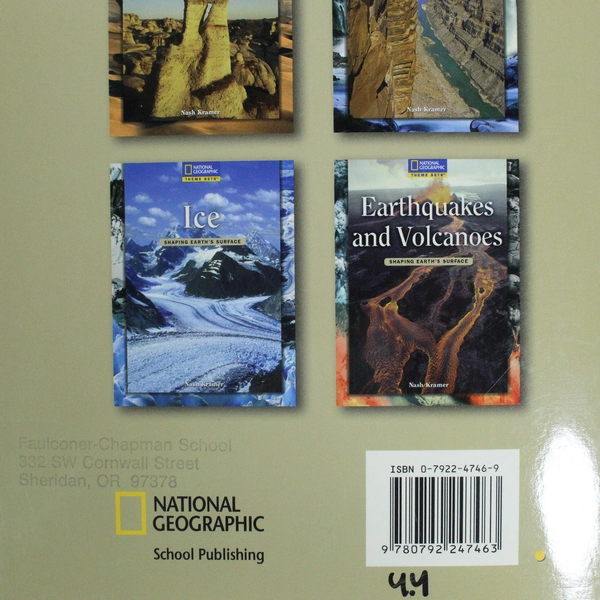 Nash Kramer
Nash Kramer
NATIONAL
GEOGRAPHIC
THEME SETS
Ice
SHAPING EARTH'S SURFACE
Nash Kramer
NATIONAL
GEOGRAPHIC
THEME SETS
Earthquakes
and Volcanoes
SHAPING EARTH'S SURFACE
Nash Kramer
Faulconer-Chapman School
332 SW Cornwall Street
Sheridan, OR 97378
NATIONAL
GEOGRAPHIC
School Publishing
ISBN 0-7922-4746-9
9 780792 247463
4.4